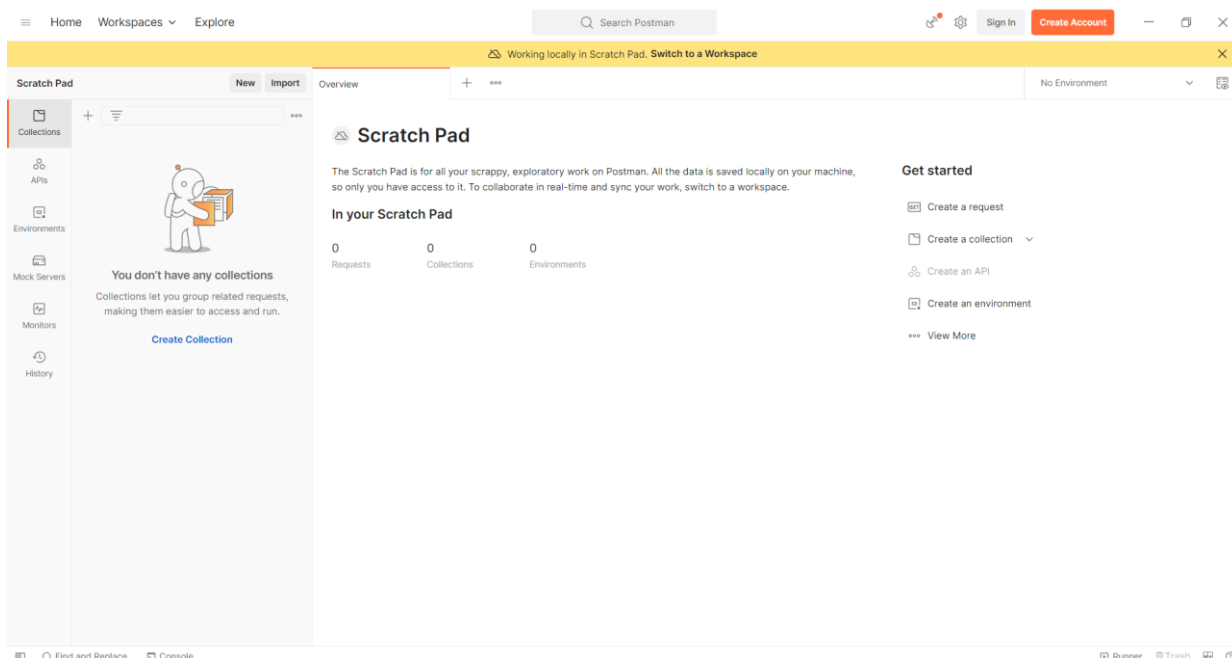 Home Workspaces Explore Search Postman Sign In Create Account
Working locally in Scratch Pad. Switch to a Workspace
Scratch Pad New Import Overview No Environment
Collections
APIs
Environments
Mock Servers
Monitors
History
You don't have any collections
Collections let you group related requests,
making them easier to access and run.
Create Collection
Scratch Pad
The Scratch Pad is for all your scrappy, exploratory work on Postman. All the data is saved locally on your machine,
so only you have access to it. To collaborate in real-time and sync your work, switch to a workspace.
In your Scratch Pad
0 0 0
Requests Collections Environments
Get started
GET Create a request
Create a collection
Create an API
Create an environment
View More
Find and Replace Console Runner Trash